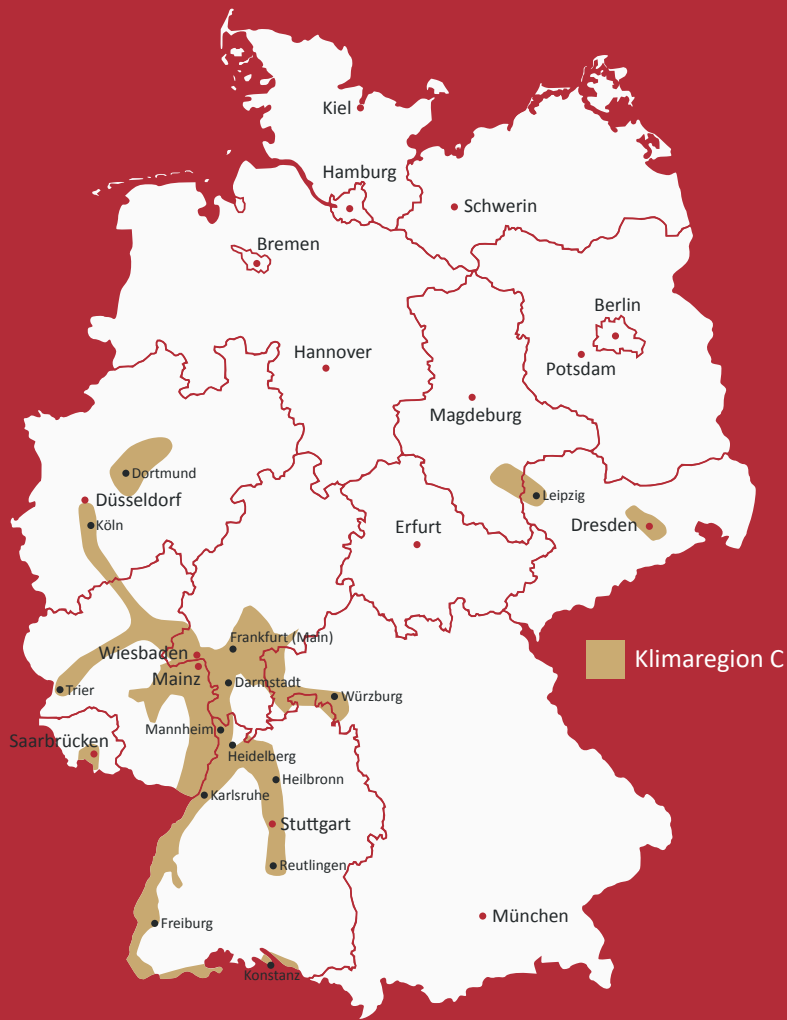 Kiel
Hamburg
Schwerin
Bremen
Berlin
Hannover
Potsdam
Magdeburg
Dortmund
Düsseldorf
Leipzig
Köln
Dresden
Erfurt
Frankfurt (Main)
Wiesbaden
Klimaregion C
Mainz
Darmstadt
Trier
Würzburg
Mannheim
Saarbrücken
Heidelberg
Heilbronn
Karlsruhe
Stuttgart
Reutlingen
München
Freiburg
Konstanz